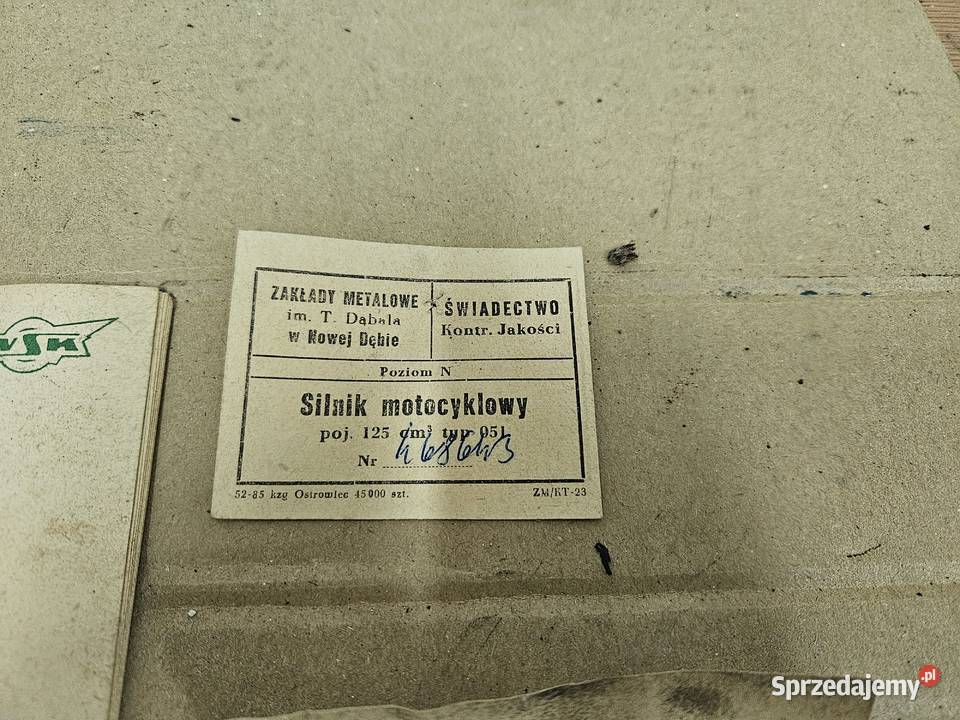 WSK
ZAKŁADY METALOWE
im. T. Dąbala
w Nowej Dębie
ŚWIADECTWO
Kontr. Jakości
Poziom N
Silnik motocyklowy
poj. 125 cm³ typ 051
Nr
52-85 kzg Ostrowiec 45000 szt.
ZM/KT-23
Sprzedajemy.pl